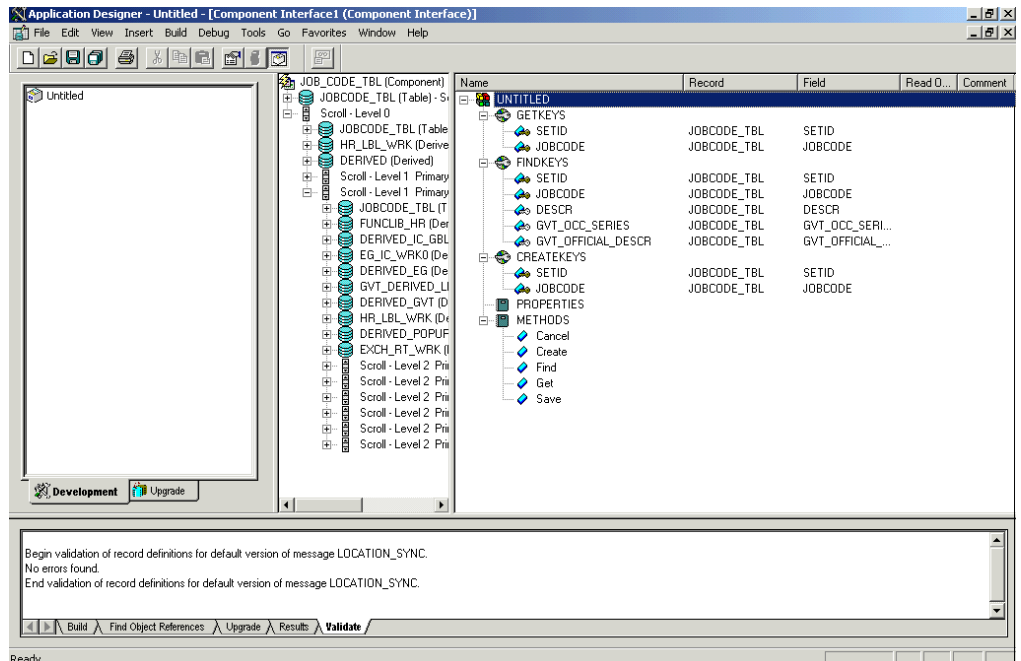 Application Designer - Untitled - [Component Interface1 (Component Interface)]
File Edit View Insert Build Debug Tools Go Favorites Window Help
Untitled
Development
Upgrade
JOB_CODE_TBL (Component)
JOBCODE_TBL (Table) - S
Scroll - Level 0
JOBCODE_TBL (Table
HR_LBL_WRK (Derive
DERIVED (Derived)
Scroll - Level 1 Primary
Scroll - Level 1 Primary
JOBCODE_TBL (T
FUNCLIB_HR (Der
DERIVED_IC_GBL
EG_IC_WRK0 (De
DERIVED_EG (De
GVT_DERIVED_LI
DERIVED_GVT (D
HR_LBL_WRK (De
DERIVED_POPUF
EXCH_RT_WRK (
Scroll - Level 2 Pri
Scroll - Level 2 Pri
Scroll - Level 2 Pri
Scroll - Level 2 Pri
Scroll - Level 2 Pri
Scroll - Level 2 Pri
Name Record Field Read O... Comment
UNTITLED
GETKEYS
SETID JOBCODE_TBL SETID
JOBCODE JOBCODE_TBL JOBCODE
FINDKEYS
SETID JOBCODE_TBL SETID
JOBCODE JOBCODE_TBL JOBCODE
DESCR JOBCODE_TBL DESCR
GVT_OCC_SERIES JOBCODE_TBL GVT_OCC_SERI...
GVT_OFFICIAL_DESCR JOBCODE_TBL GVT_OFFICIAL_...
CREATEKEYS
SETID JOBCODE_TBL SETID
JOBCODE JOBCODE_TBL JOBCODE
PROPERTIES
METHODS
Cancel
Create
Find
Get
Save
Begin validation of record definitions for default version of message LOCATION_SYNC.
No errors found.
End validation of record definitions for default version of message LOCATION_SYNC.
Build Find Object References Upgrade Results Validate
Ready